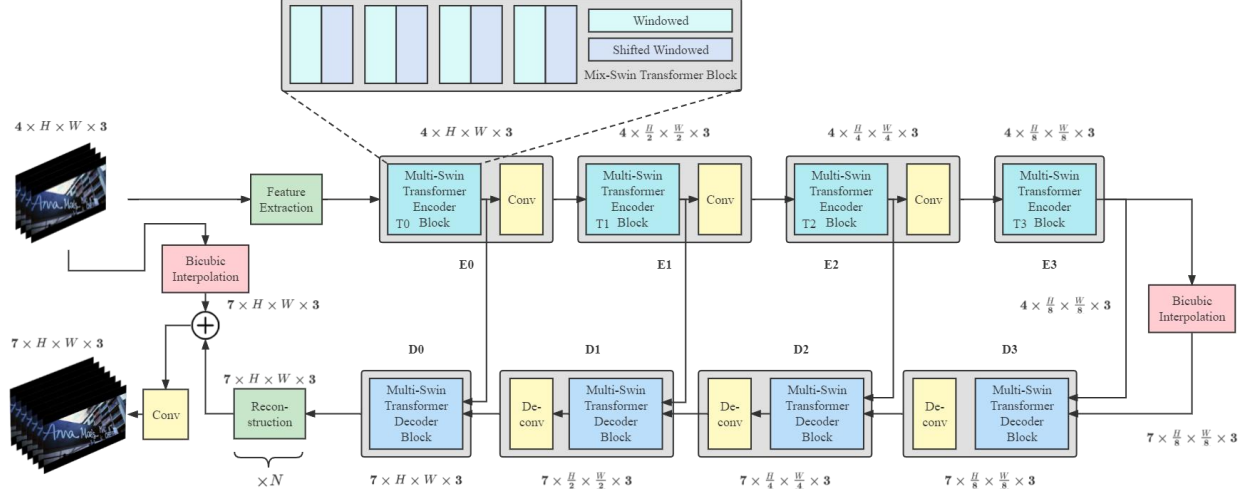 Windowed
Shifted Windowed
Mix-Swin Transformer Block
4 × H × W × 3
4 × H × W × 3
4 × H/2 × W/2 × 3
4 × H/4 × W/4 × 3
4 × H/8 × W/8 × 3
Feature
Extraction
Multi-Swin
Transformer
Encoder
T0 Block
Conv
Multi-Swin
Transformer
Encoder
T1 Block
Conv
Multi-Swin
Transformer
Encoder
T2 Block
Conv
Multi-Swin
Transformer
Encoder
T3 Block
E0
E1
E2
E3
Bicubic
Interpolation
7 × H × W × 3
4 × H/8 × W/8 × 3
Bicubic
Interpolation
7 × H × W × 3
D0
D1
D2
D3
7 × H × W × 3
Conv
Recon-
struction
× N
Multi-Swin
Transformer
Decoder
Block
De-
conv
Multi-Swin
Transformer
Decoder
Block
De-
conv
Multi-Swin
Transformer
Decoder
Block
De-
conv
Multi-Swin
Transformer
Decoder
Block
7 × H/8 × W/8 × 3
7 × H × W × 3
7 × H/2 × W/2 × 3
7 × H/4 × W/4 × 3
7 × H/8 × W/8 × 3